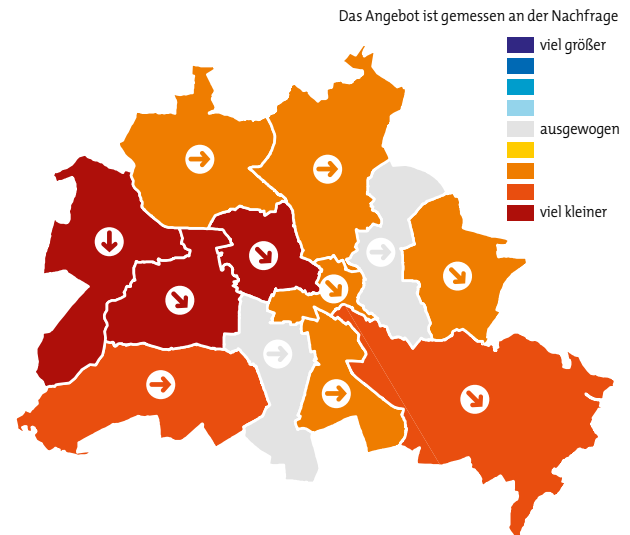 Das Angebot ist gemessen an der Nachfrage
viel größer
ausgewogen
viel kleiner